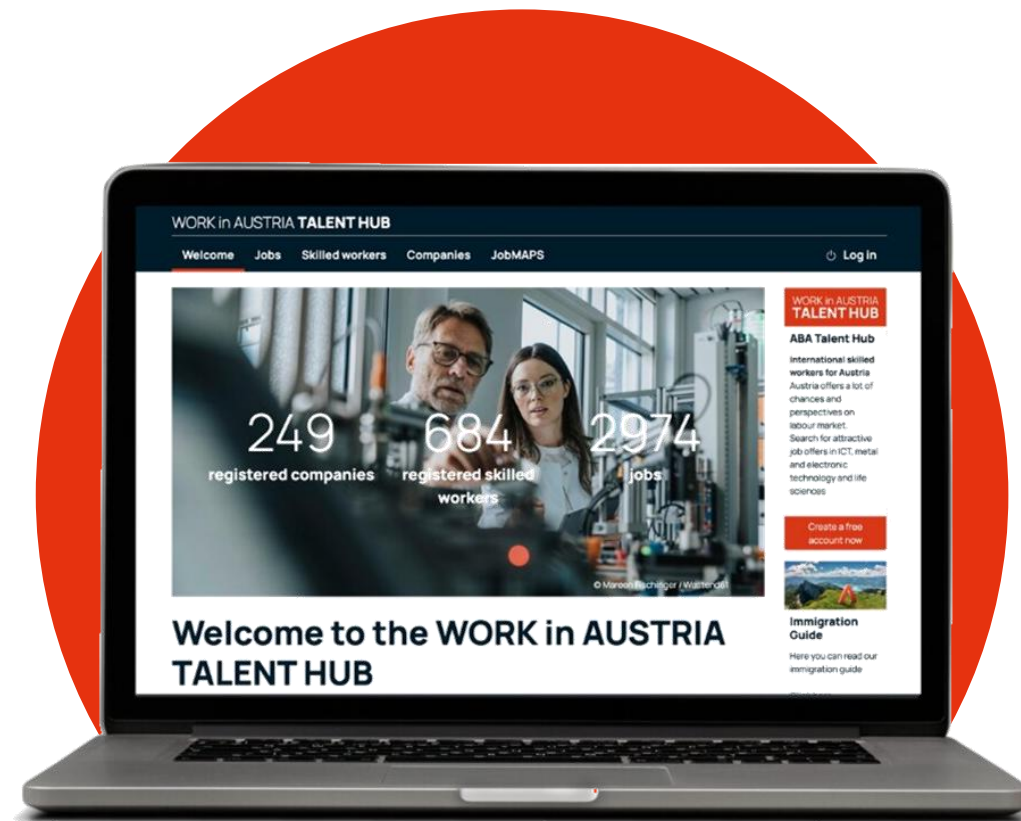 WORK in AUSTRIA TALENT HUB
Welcome Jobs Skilled workers Companies JobMAPS Log in
249 684 2974
registered companies registered skilled jobs
workers
© Mareen Fischinger / Westend61
Welcome to the WORK in AUSTRIA
TALENT HUB
WORK in AUSTRIA
TALENT HUB
ABA Talent Hub
International skilled
workers for Austria
Austria offers a lot of
chances and
perspectives on
labour market.
Search for attractive
job offers in ICT, metal
and electronic
technology and life
sciences
Create a free
account now
Immigration
Guide
Here you can read our
immigration guide